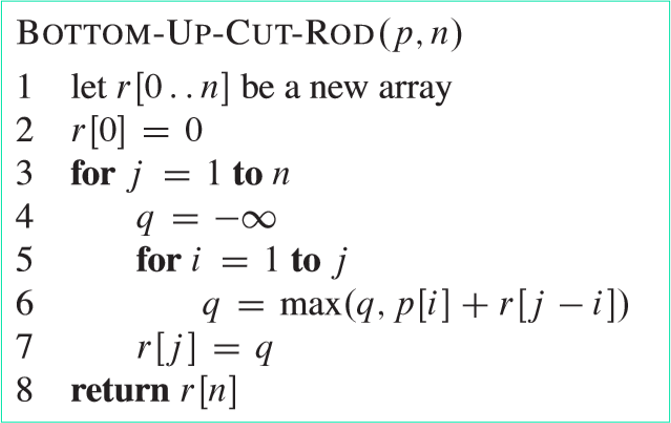 BOTTOM-UP-CUT-ROD(p, n)
1 let r[0..n] be a new array
2 r[0] = 0
3 for j = 1 to n
4 q = −∞
5 for i = 1 to j
6 q = max(q, p[i] + r[j − i])
7 r[j] = q
8 return r[n]